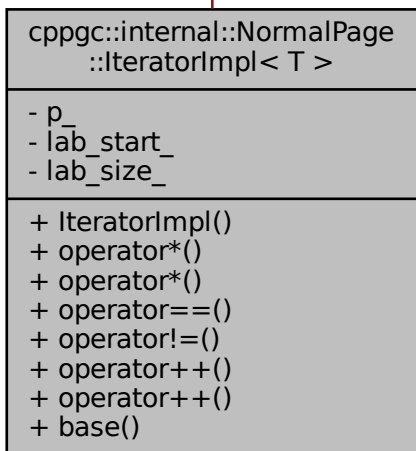 cppgc::internal::NormalPage
::IteratorImpl< T >
- p_
- lab_start_
- lab_size_
+ IteratorImpl()
+ operator*()
+ operator*()
+ operator==()
+ operator!=()
+ operator++()
+ operator++()
+ base()